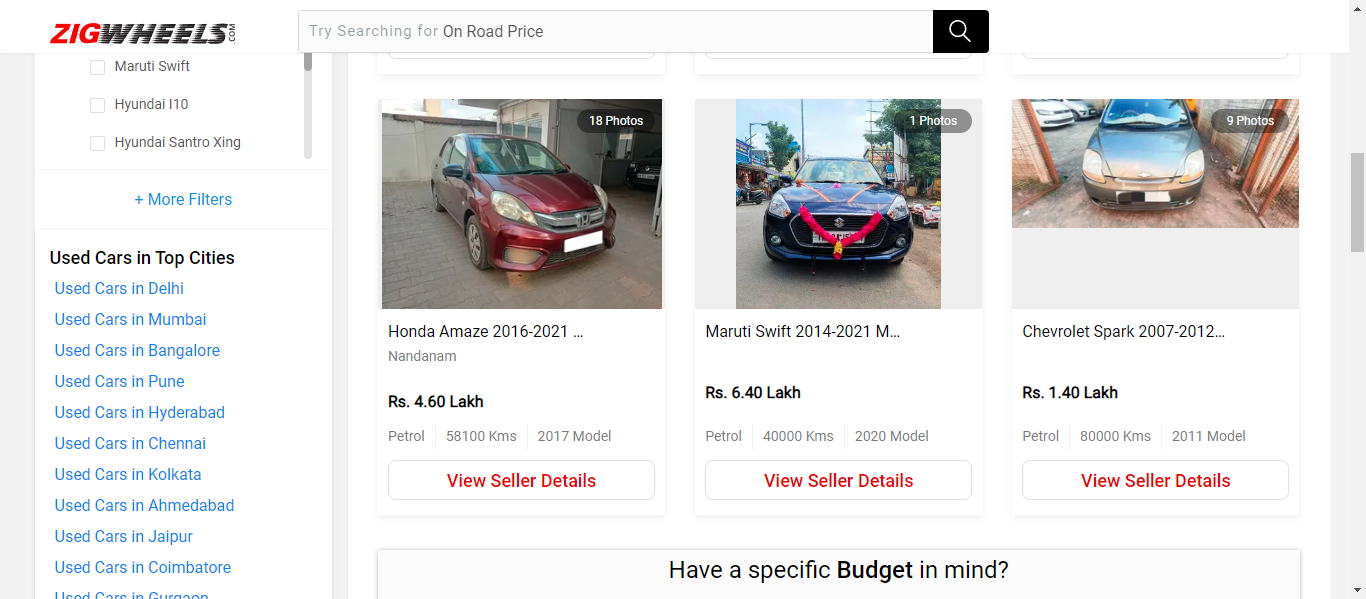 ZIGWHEELS.COM
Try Searching for On Road Price
Maruti Swift
Hyundai I10
Hyundai Santro Xing
+ More Filters
Used Cars in Top Cities
Used Cars in Delhi
Used Cars in Mumbai
Used Cars in Bangalore
Used Cars in Pune
Used Cars in Hyderabad
Used Cars in Chennai
Used Cars in Kolkata
Used Cars in Ahmedabad
Used Cars in Jaipur
Used Cars in Coimbatore
Used Cars in Gurgaon
18 Photos
Honda Amaze 2016-2021 ...
Nandanam
Rs. 4.60 Lakh
Petrol 58100 Kms 2017 Model
View Seller Details
1 Photos
Maruti Swift 2014-2021 M...
Rs. 6.40 Lakh
Petrol 40000 Kms 2020 Model
View Seller Details
9 Photos
Chevrolet Spark 2007-2012...
Rs. 1.40 Lakh
Petrol 80000 Kms 2011 Model
View Seller Details
Have a specific Budget in mind?